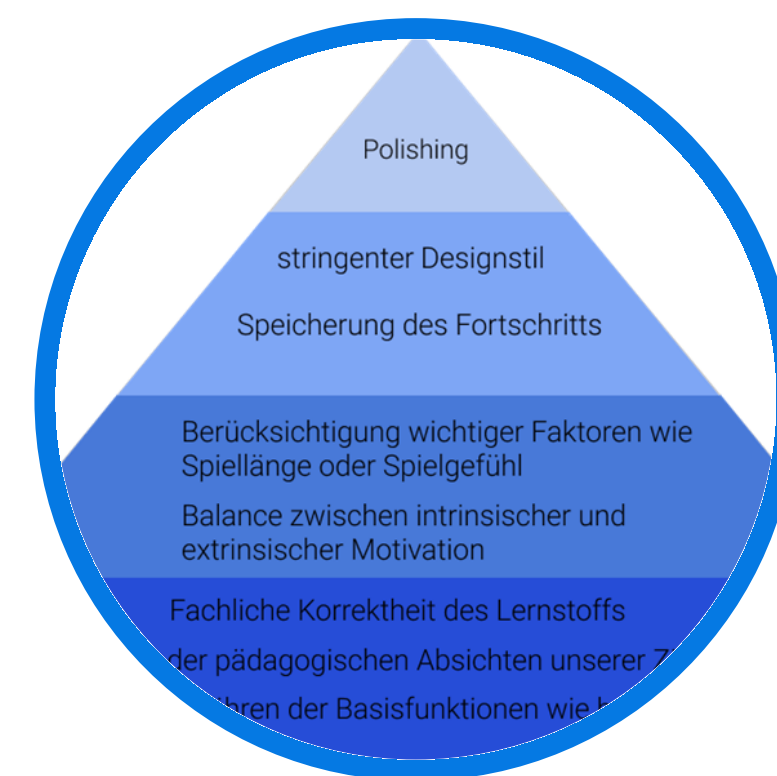 Polishing
stringenter Designstil
Speicherung des Fortschritts
Berücksichtigung wichtiger Faktoren wie
Spiellänge oder Spielgefühl
Balance zwischen intrinsischer und
extrinsischer Motivation
Fachliche Korrektheit des Lernstoffs
der pädagogischen Absichten unserer
der Basisfunktionen wie